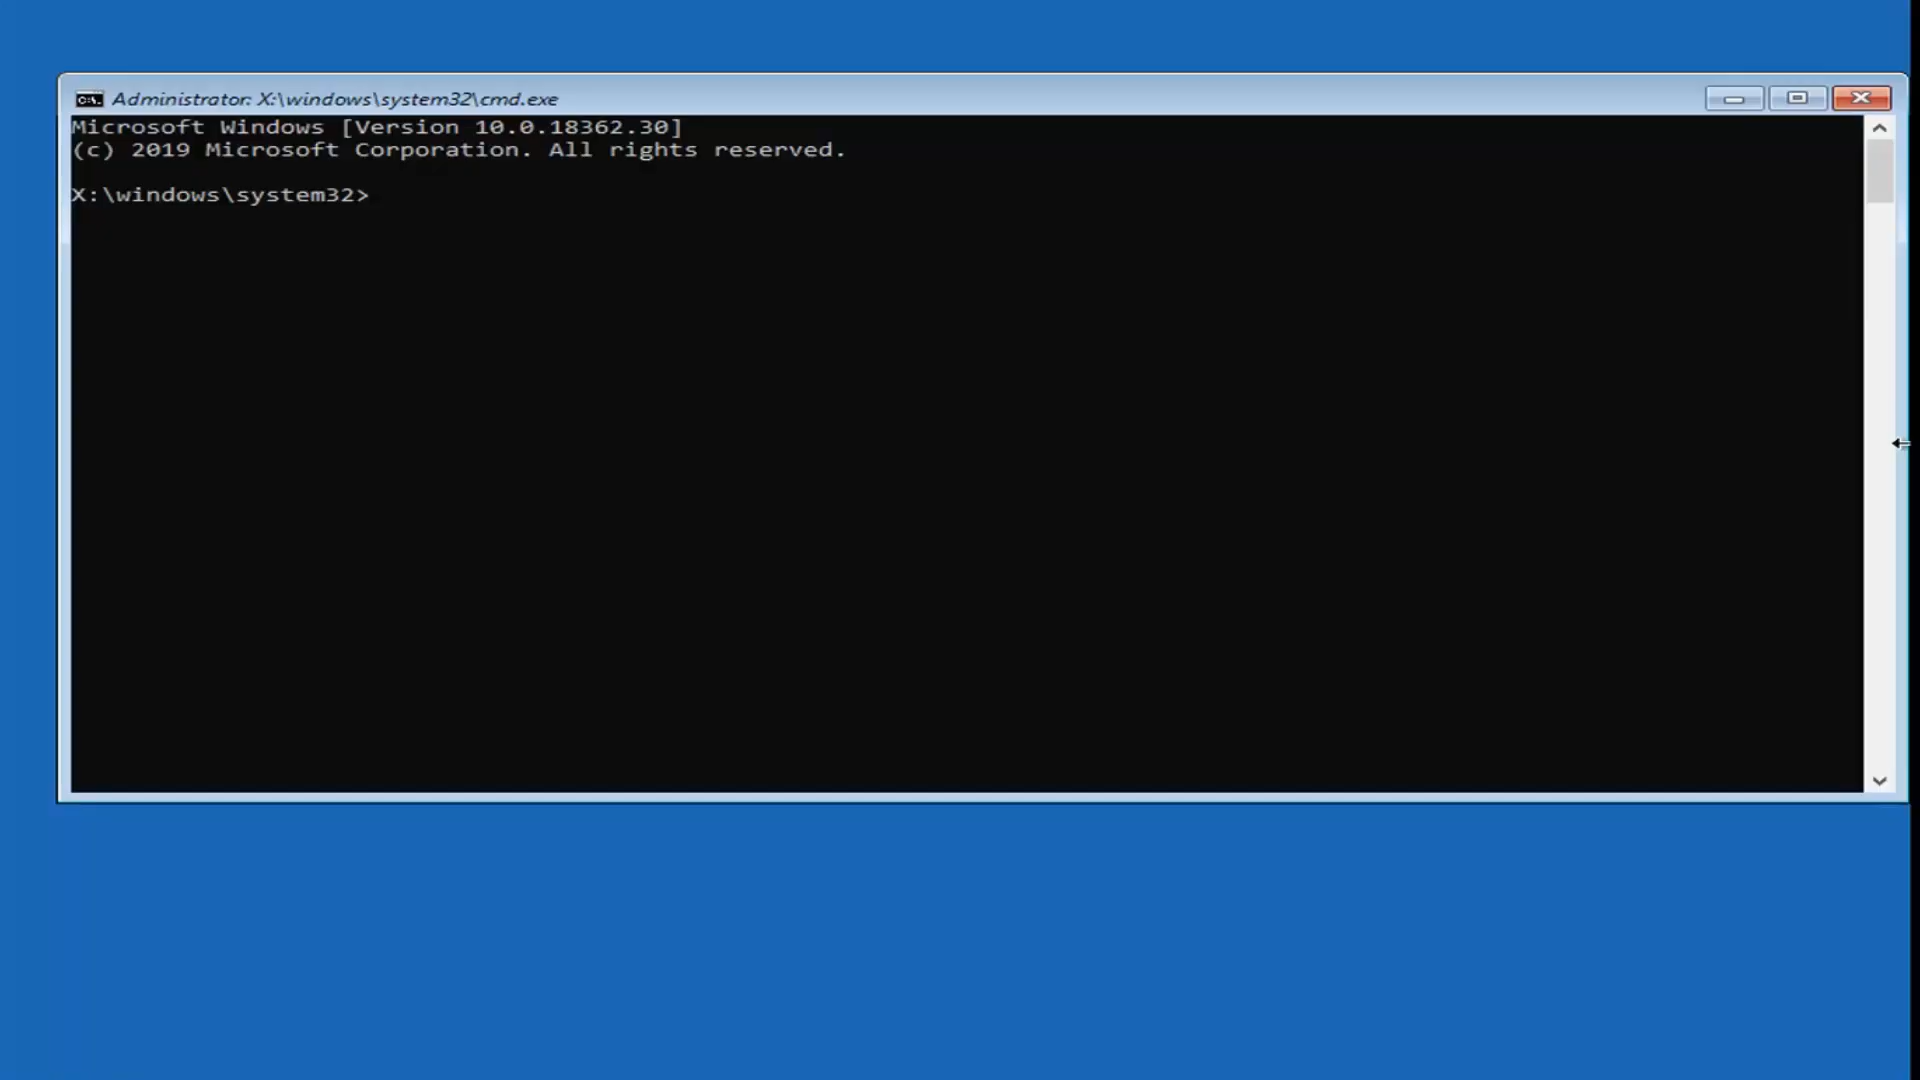 Administrator: X:\windows\system32\cmd.exe
Microsoft Windows [Version 10.0.18362.30]
(c) 2019 Microsoft Corporation. All rights reserved.
X:\windows\system32>